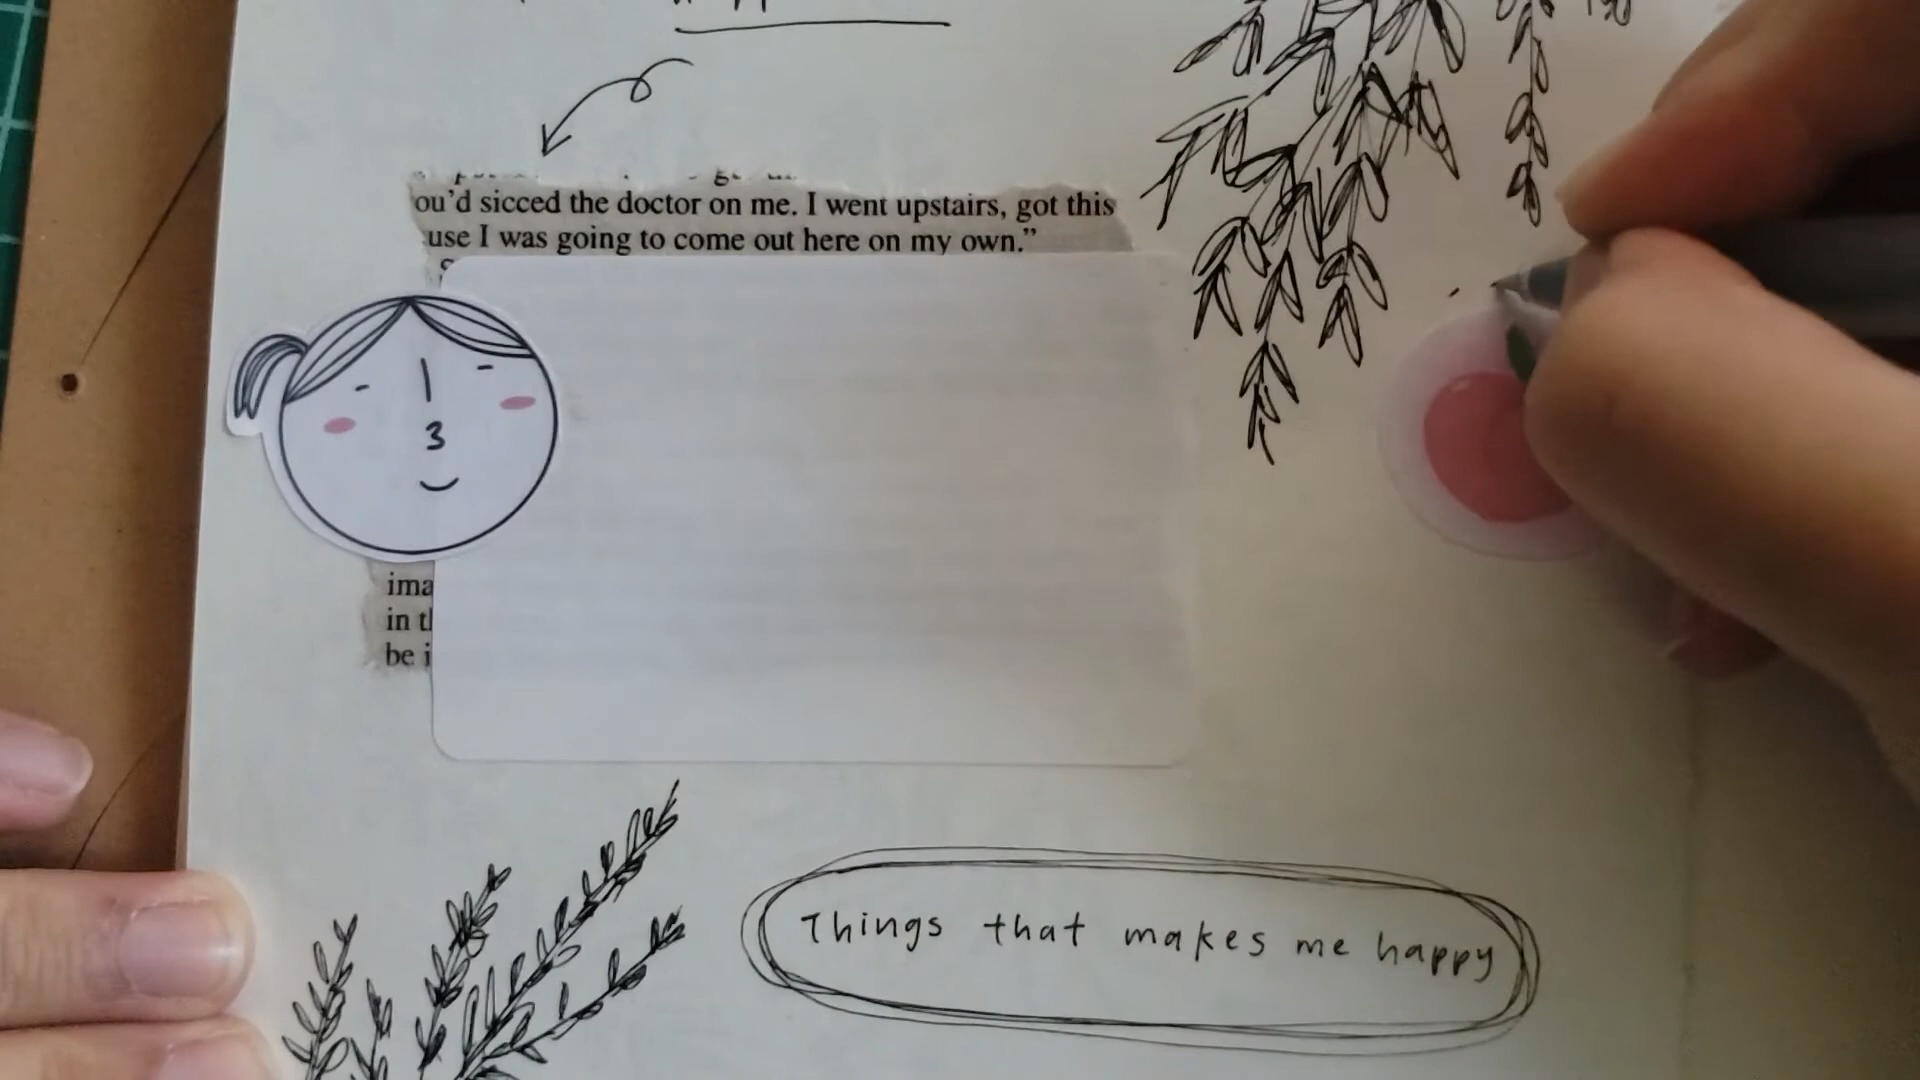 ou'd sicced the doctor on me. I went upstairs, got this
use I was going to come out here on my own.”
ima
in
be
Things that makes me happy